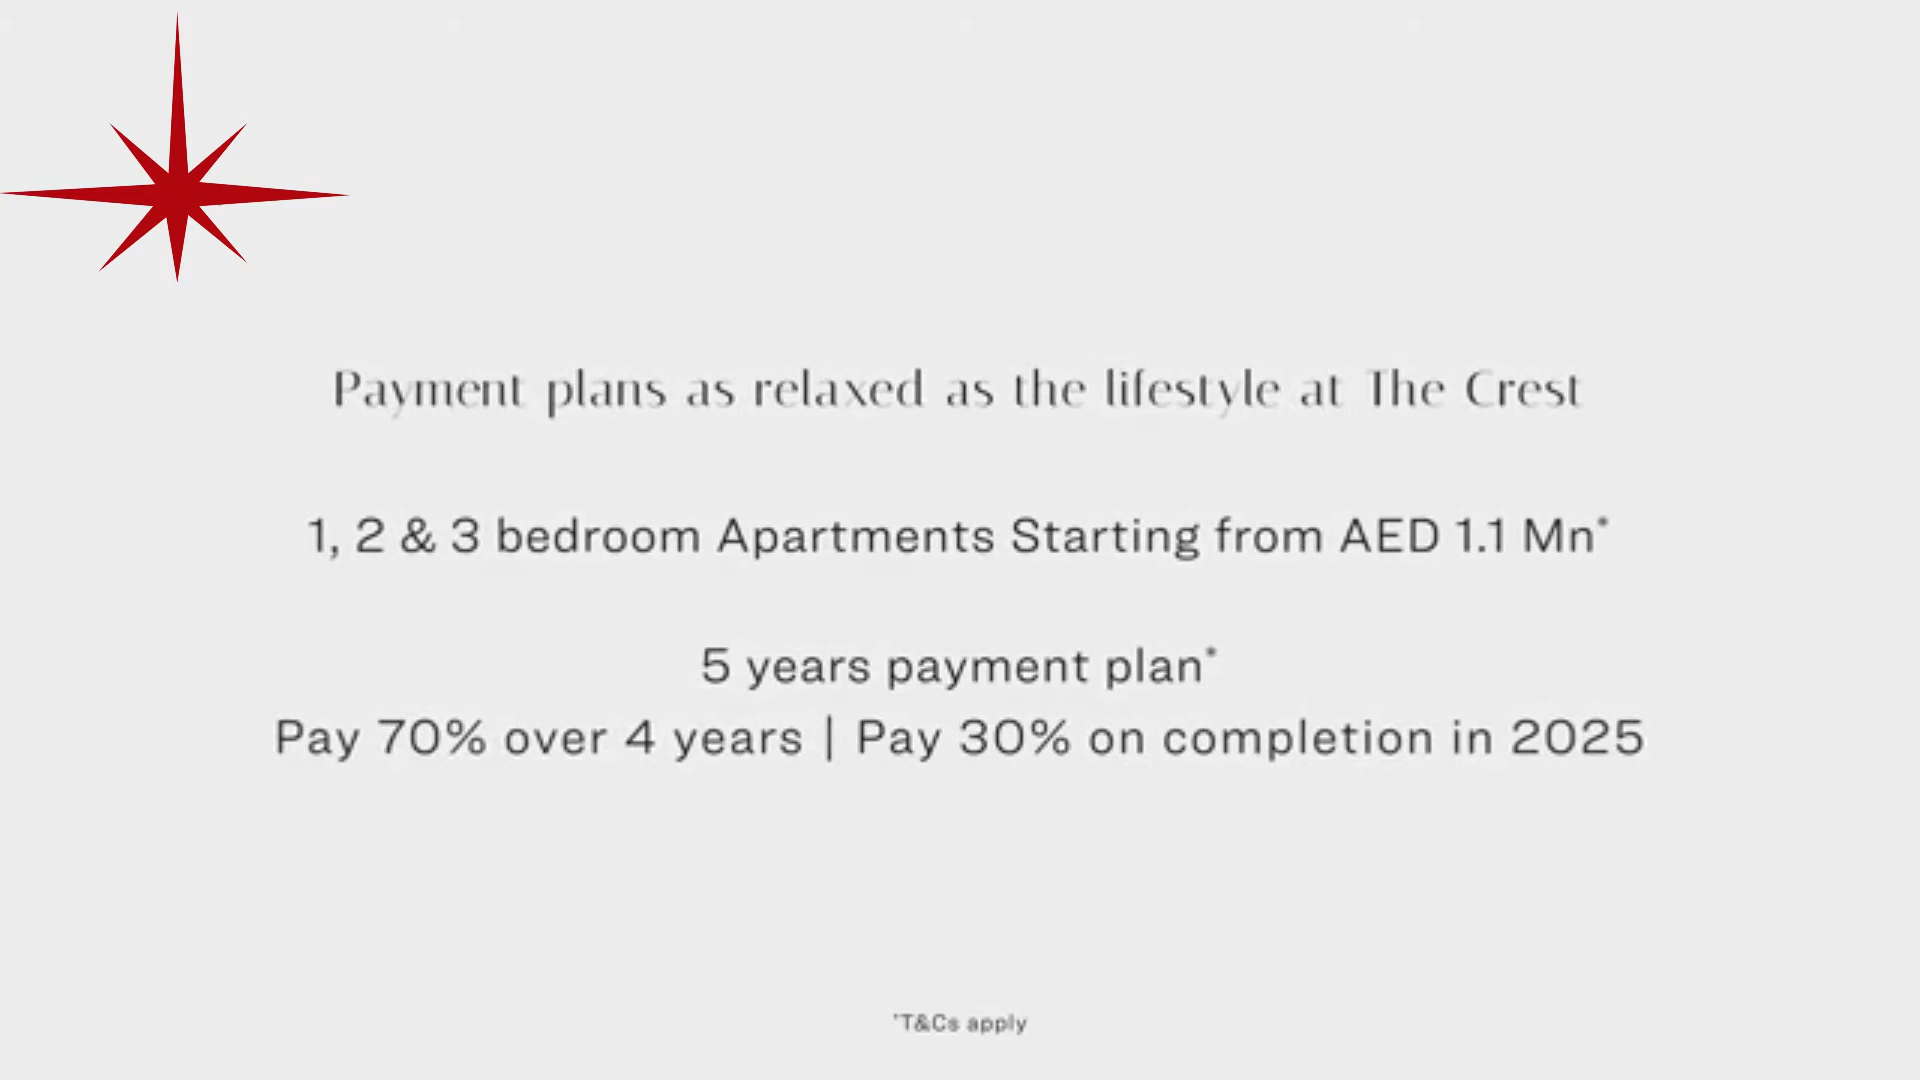 Payment plans as relaxed as the lifestyle at The Crest
1, 2 & 3 bedroom Apartments Starting from AED 1.1 Mn*
5 years payment plan*
Pay 70% over 4 years | Pay 30% on completion in 2025
*T&Cs apply